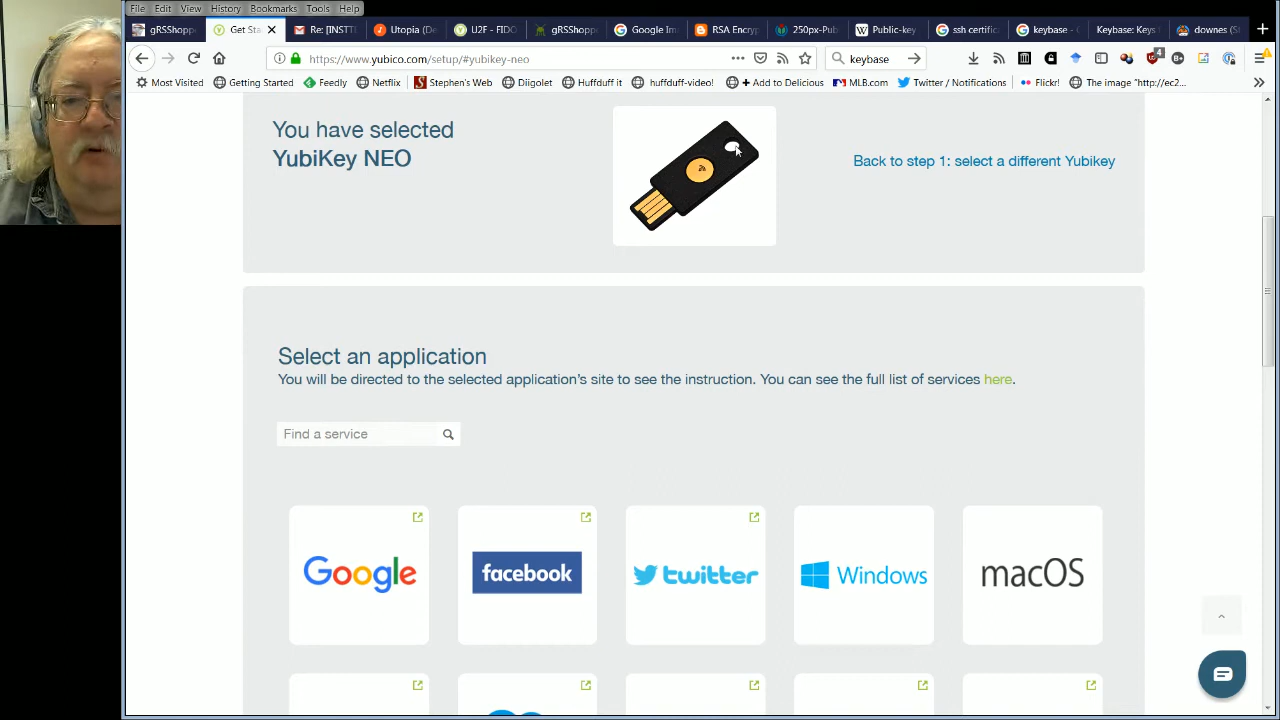 File Edit View History Bookmarks Tools Help
gRSShopp Get Sta Re: [INSTT Utopia (De U2F - FIDO gRSShopp Google Im RSA Encry 250px-Pub Public-key ssh certific keybase - G Keybase: Keys downes (St
https://www.yubico.com/setup/#yubikey-neo keybase 4
Most Visited Getting Started Feedly Netflix Stephen's Web Diigolet Huffduff it huffduff-video! + Add to Delicious MLB.com Twitter / Notifications Flickr! The image "http://ec2...
You have selected
YubiKey NEO
Back to step 1: select a different Yubikey
Select an application
You will be directed to the selected application's site to see the instruction. You can see the full list of services here.
Find a service
Google facebook twitter Windows macOS